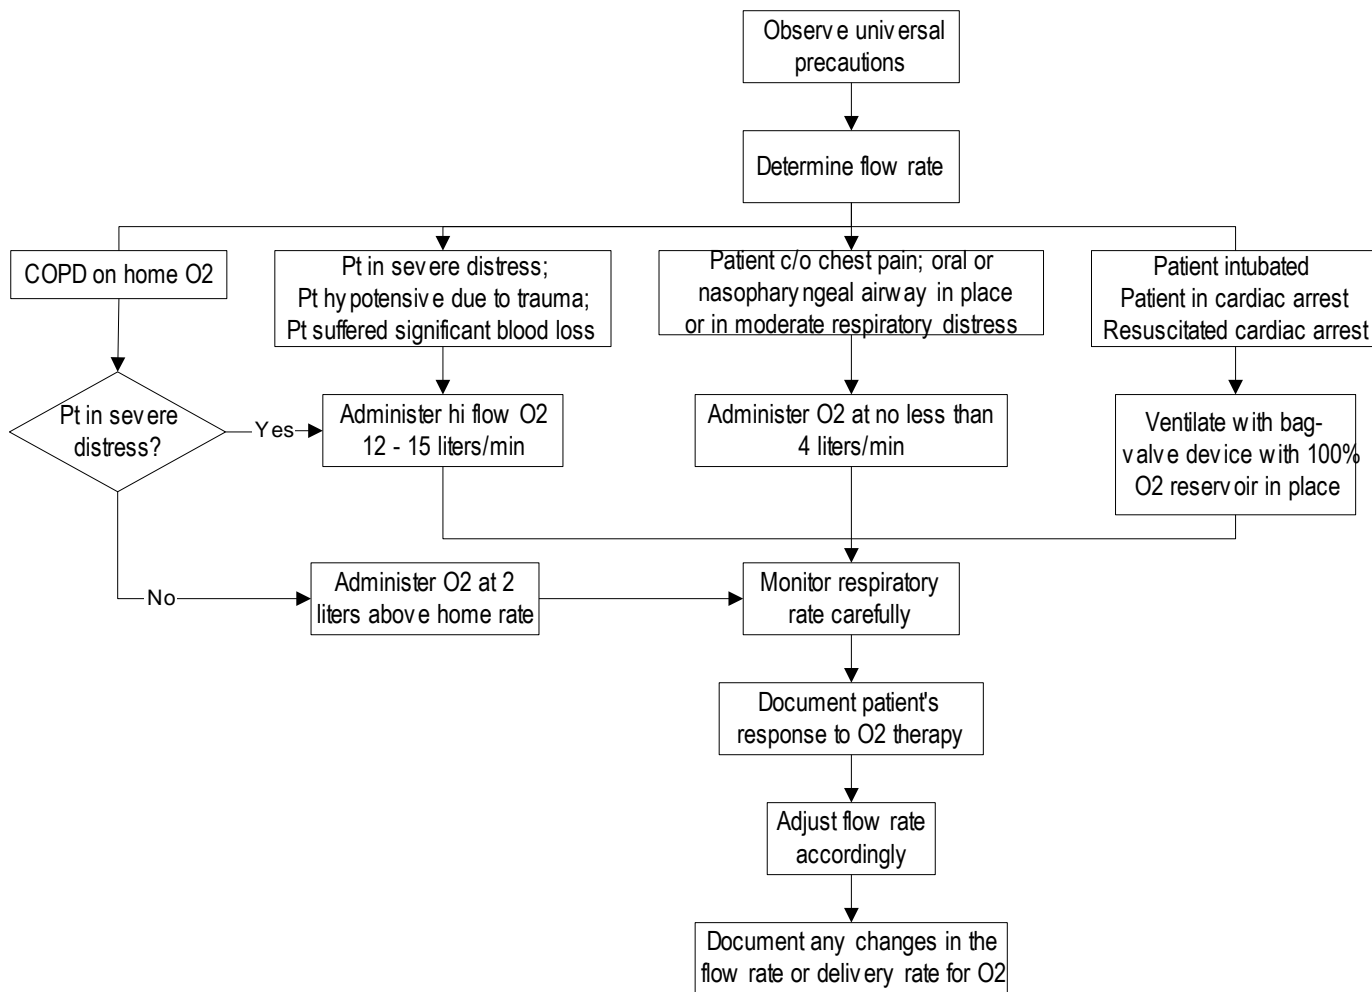 Observe universal
precautions
Determine flow rate
COPD on home O2
Pt in severe distress;
Pt hypotensive due to trauma;
Pt suffered significant blood loss
Patient c/o chest pain; oral or
nasopharyngeal airway in place
or in moderate respiratory distress
Patient intubated
Patient in cardiac arrest
Resuscitated cardiac arrest
Pt in severe
distress?
Yes
Administer hi flow O2
12 - 15 liters/min
Administer O2 at no less than
4 liters/min
Ventilate with bag-
valve device with 100%
O2 reservoir in place
No
Administer O2 at 2
liters above home rate
Monitor respiratory
rate carefully
Document patient's
response to O2 therapy
Adjust flow rate
accordingly
Document any changes in the
flow rate or delivery rate for O2